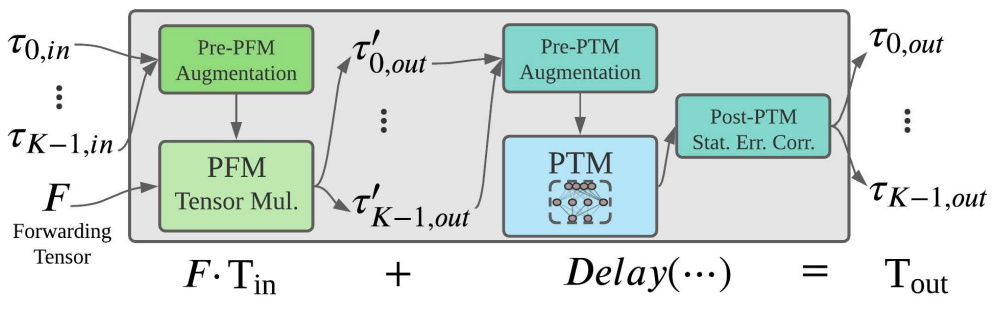 τ0,in
⋮
τK−1,in
F
Forwarding
Tensor
Pre-PFM
Augmentation
PFM
Tensor Mul.
τ′0,out
⋮
τ′K−1,out
Pre-PTM
Augmentation
PTM
Post-PTM
Stat. Err. Corr.
τ0,out
⋮
τK−1,out
F· Tin + Delay(⋯) = Tout